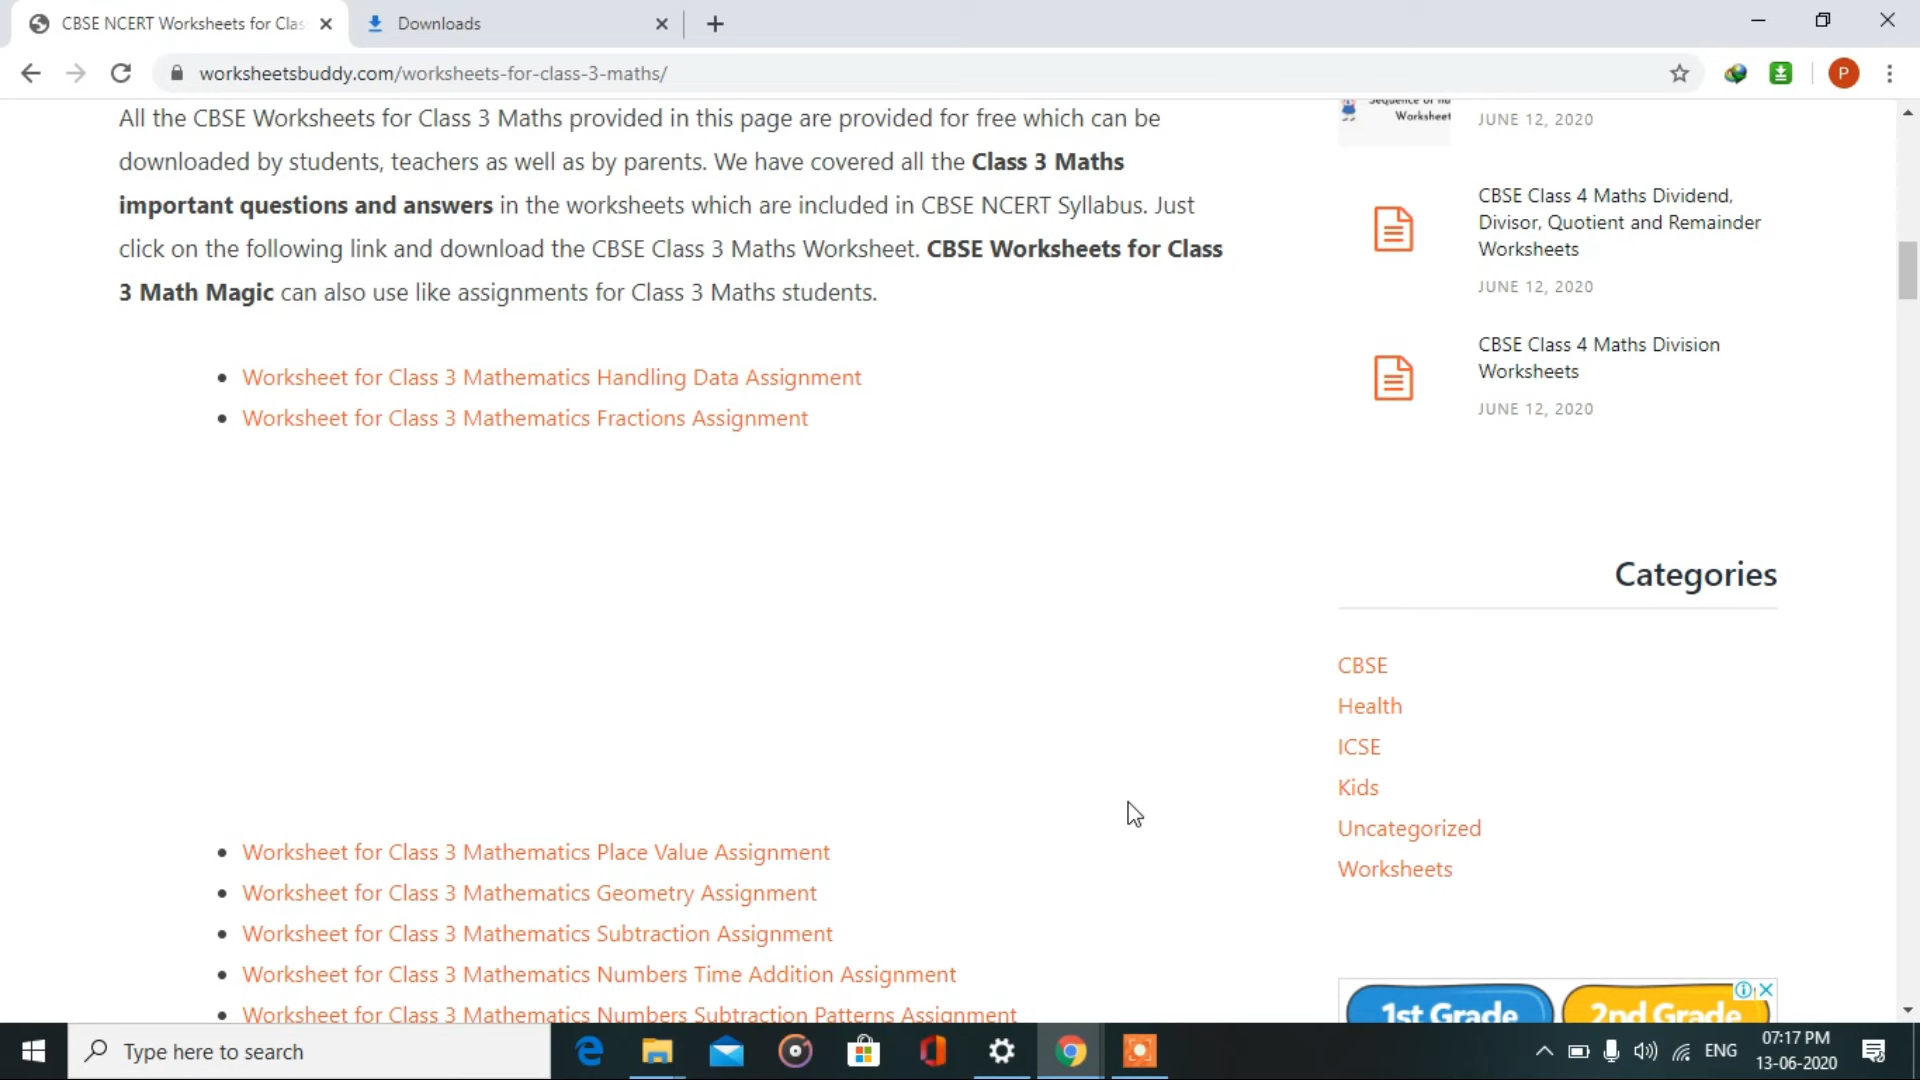 CBSE NCERT Worksheets for Clas
Downloads
worksheetsbuddy.com/worksheets-for-class-3-maths/
P
All the CBSE Worksheets for Class 3 Maths provided in this page are provided for free which can be
downloaded by students, teachers as well as by parents. We have covered all the Class 3 Maths
important questions and answers in the worksheets which are included in CBSE NCERT Syllabus. Just
click on the following link and download the CBSE Class 3 Maths Worksheet. CBSE Worksheets for Class
3 Math Magic can also use like assignments for Class 3 Maths students.
Worksheet for Class 3 Mathematics Handling Data Assignment
Worksheet for Class 3 Mathematics Fractions Assignment
Worksheet for Class 3 Mathematics Place Value Assignment
Worksheet for Class 3 Mathematics Geometry Assignment
Worksheet for Class 3 Mathematics Subtraction Assignment
Worksheet for Class 3 Mathematics Numbers Time Addition Assignment
Worksheet for Class 3 Mathematics Numbers Subtraction Patterns Assignment
Worksheet
JUNE 12, 2020
CBSE Class 4 Maths Dividend,
Divisor, Quotient and Remainder
Worksheets
JUNE 12, 2020
CBSE Class 4 Maths Division
Worksheets
JUNE 12, 2020
Categories
CBSE
Health
ICSE
Kids
Uncategorized
Worksheets
1st Grade
2nd Grade
Type here to search
ENG
07:17 PM
13-06-2020